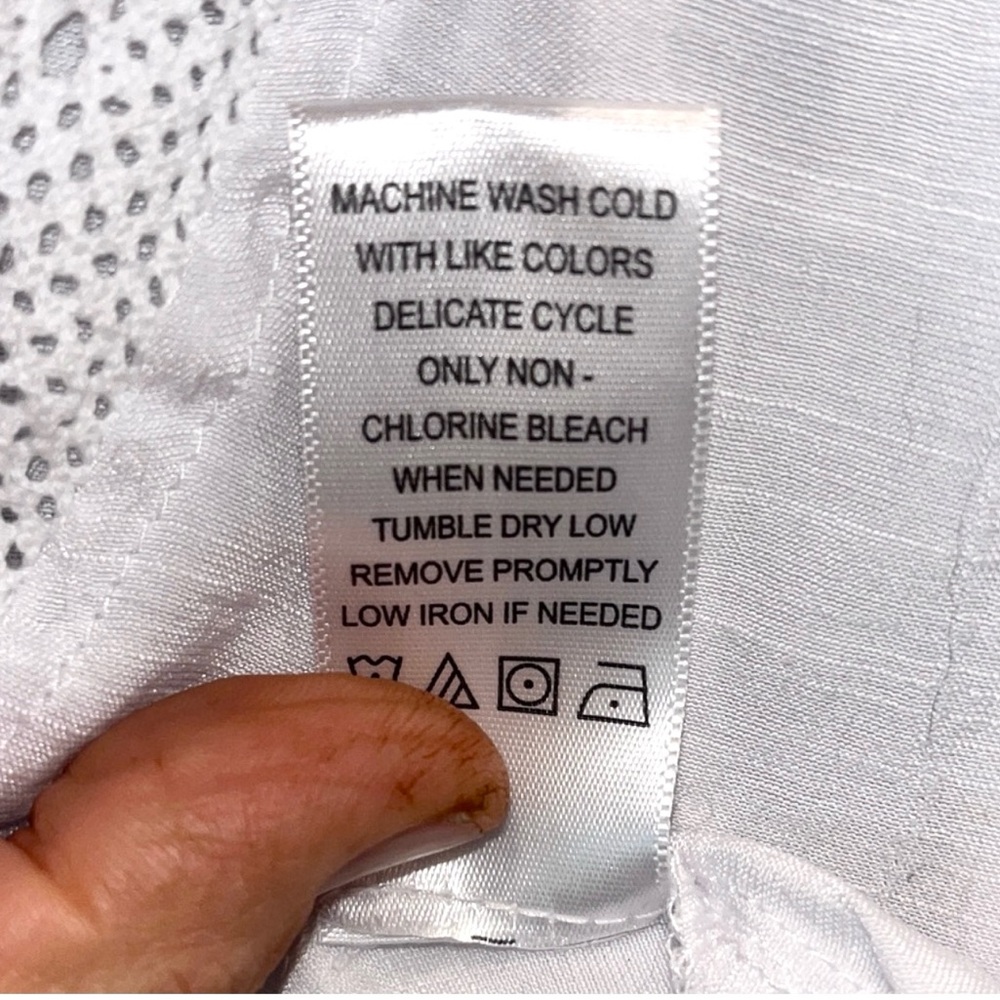 MACHINE WASH COLD
WITH LIKE COLORS
DELICATE CYCLE
ONLY NON -
CHLORINE BLEACH
WHEN NEEDED
TUMBLE DRY LOW
REMOVE PROMPTLY
LOW IRON IF NEEDED